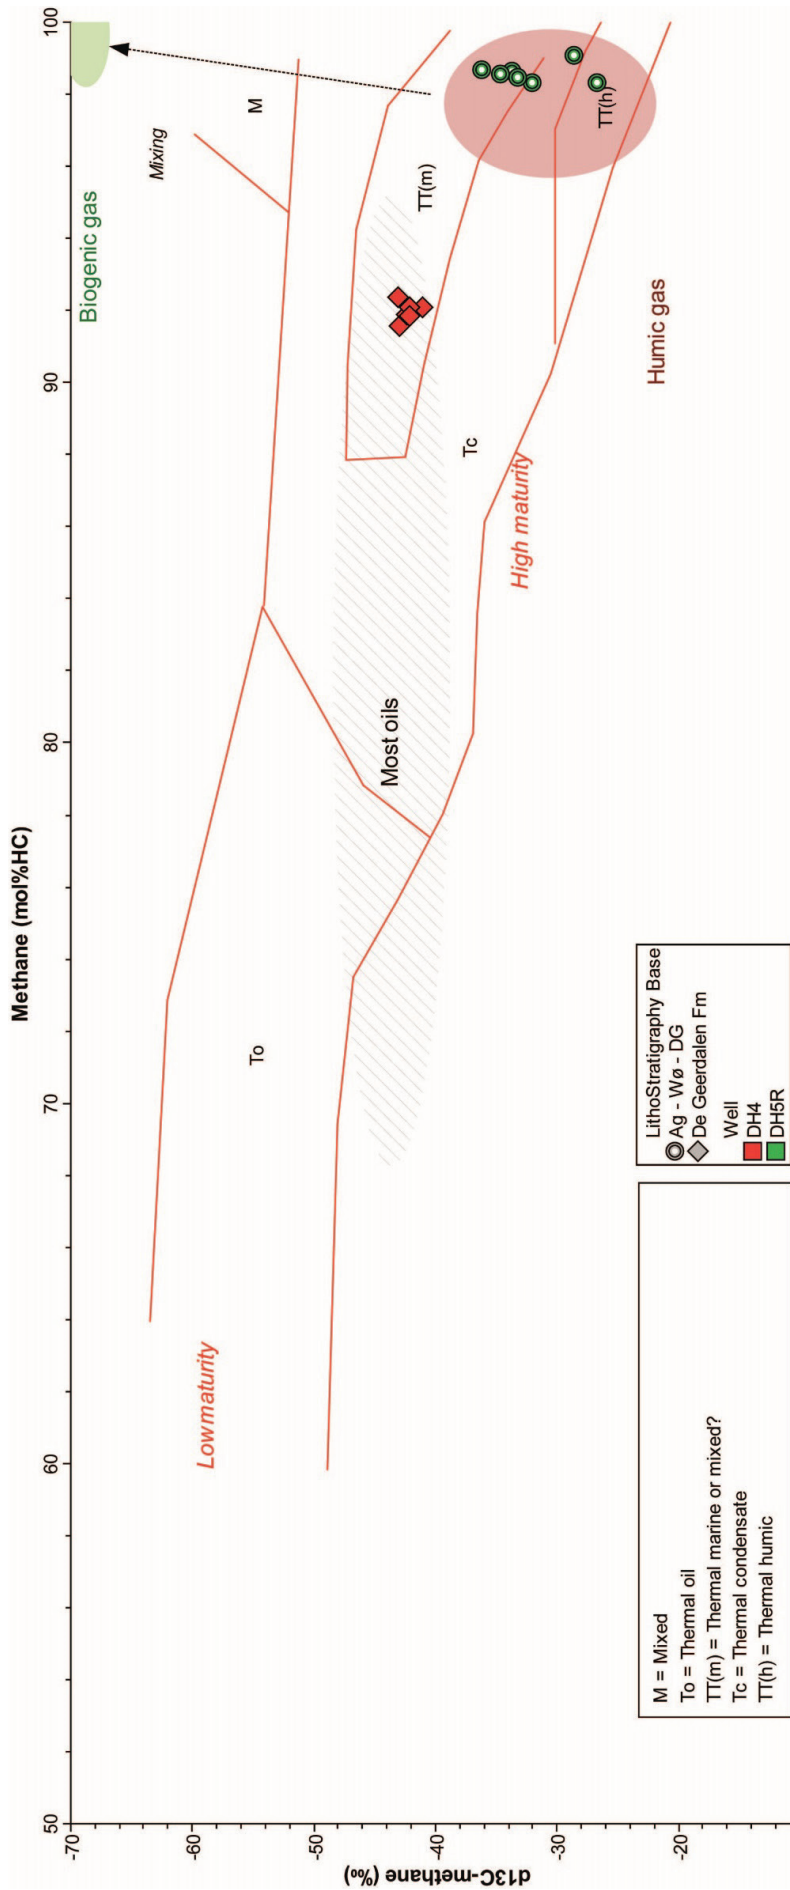 Methane (mol%HC)
50
60
70
80
90
100
d13C-methane (‰)
-70
-60
-50
-40
-30
-20
Biogenic gas
Mixing
M
Low maturity
To
Most oils
TT(m)
Tc
High maturity
TT(h)
Humic gas
M = Mixed
To = Thermal oil
TT(m) = Thermal marine or mixed?
Tc = Thermal condensate
TT(h) = Thermal humic
LithoStratigraphy Base
Ag - Wø - DG
De Geerdalen Fm
Well
DH4
DH5R